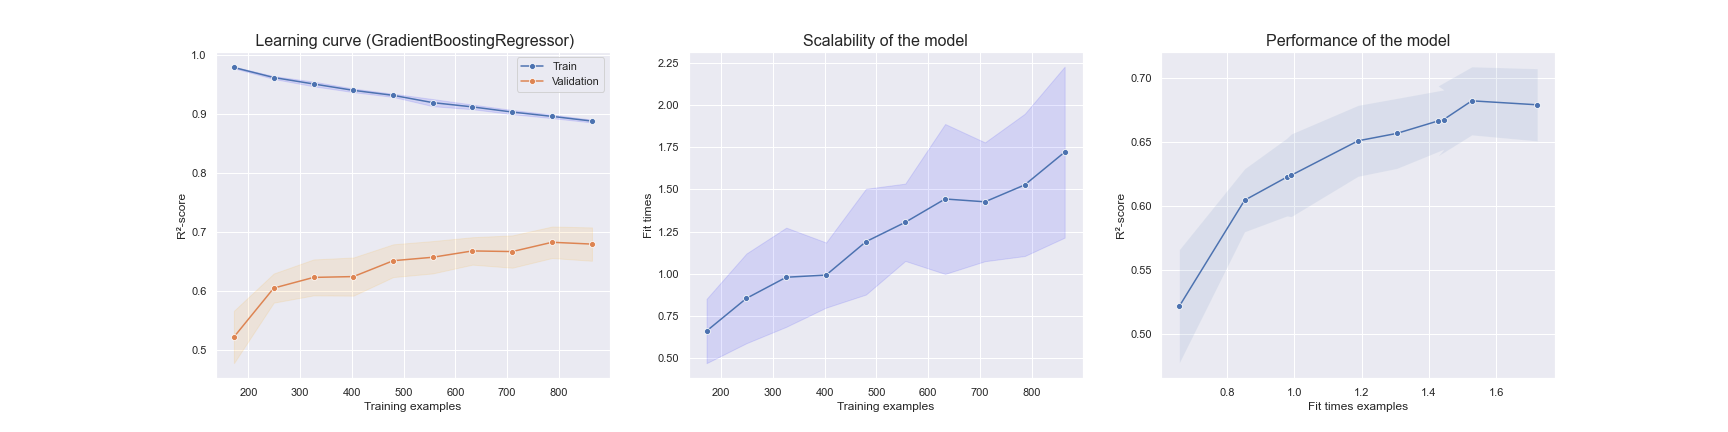 Learning curve (GradientBoostingRegressor)
1.0
0.9
0.8
0.7
0.6
0.5
R²-score
Train
Validation
200 300 400 500 600 700 800
Training examples
Scalability of the model
2.25
2.00
1.75
1.50
1.25
1.00
0.75
0.50
Fit times
200 300 400 500 600 700 800
Training examples
Performance of the model
0.70
0.65
0.60
0.55
0.50
R²-score
0.8 1.0 1.2 1.4 1.6
Fit times examples